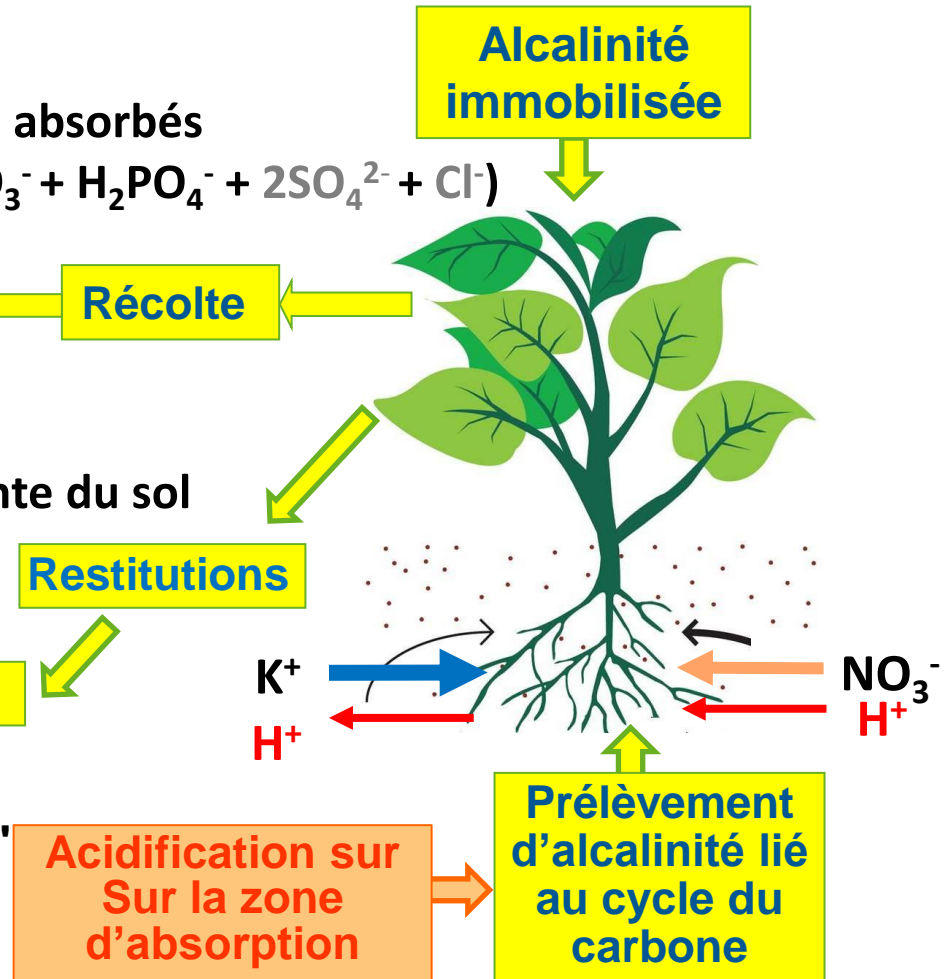 Alcalinité
immobilisée
absorbés
O₃⁻ + H₂PO₄⁻ + 2SO₄²⁻ + Cl⁻)
Récolte
nte du sol
Restitutions
K⁺
H⁺
NO₃⁻
H⁺
Prélèvement
d’alcalinité lié
au cycle du
carbone
Acidification sur
Sur la zone
d’absorption